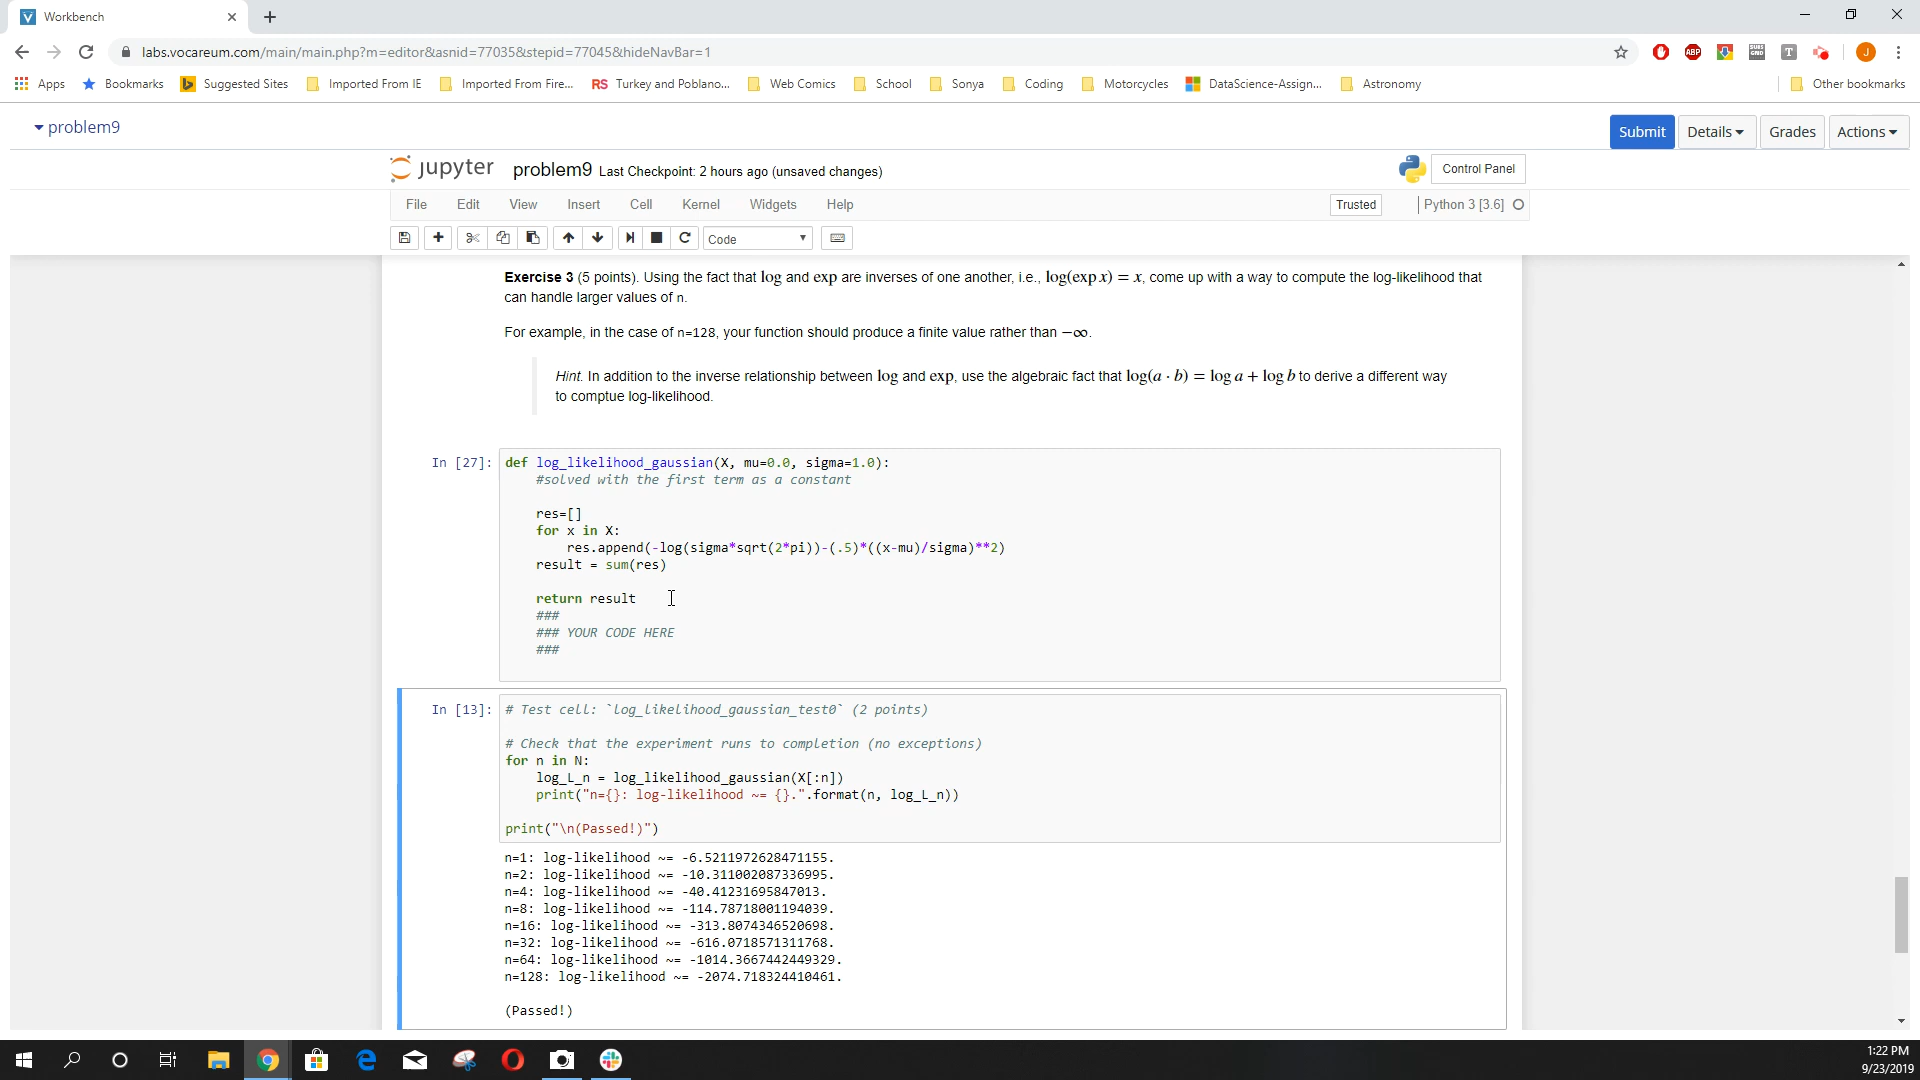 Workbench
labs.vocareum.com/main/main.php?m=editor&asnid=77035&stepid=77045&hideNavBar=1
Apps Bookmarks Suggested Sites Imported From IE Imported From Fire... RS Turkey and Poblano... Web Comics School Sonya Coding Motorcycles DataScience-Assign... Astronomy Other bookmarks
problem9
Submit Details Grades Actions
jupyter problem9 Last Checkpoint: 2 hours ago (unsaved changes) Control Panel
File Edit View Insert Cell Kernel Widgets Help Trusted Python 3 [3.6]
Code
Exercise 3 (5 points). Using the fact that log and exp are inverses of one another, i.e., log(exp x) = x, come up with a way to compute the log-likelihood that
can handle larger values of n.
For example, in the case of n=128, your function should produce a finite value rather than −∞.
Hint. In addition to the inverse relationship between log and exp, use the algebraic fact that log(a · b) = log a + log b to derive a different way
to comptue log-likelihood.
In [27]: def log_likelihood_gaussian(X, mu=0.0, sigma=1.0):
#solved with the first term as a constant
res=[]
for x in X:
res.append(-log(sigma*sqrt(2*pi))-(.5)*((x-mu)/sigma)**2)
result = sum(res)
return result
###
### YOUR CODE HERE
###
In [13]: # Test cell: `log_likelihood_gaussian_test0` (2 points)
# Check that the experiment runs to completion (no exceptions)
for n in N:
log_L_n = log_likelihood_gaussian(X[:n])
print("n={}: log-likelihood ~= {}.".format(n, log_L_n))
print("\n(Passed!)")
n=1: log-likelihood ~= -6.5211972628471155.
n=2: log-likelihood ~= -10.311002087336995.
n=4: log-likelihood ~= -40.41231695847013.
n=8: log-likelihood ~= -114.78718001194039.
n=16: log-likelihood ~= -313.8074346520698.
n=32: log-likelihood ~= -616.0718571311768.
n=64: log-likelihood ~= -1014.3667442449329.
n=128: log-likelihood ~= -2074.718324410461.
(Passed!)
1:22 PM
9/23/2019